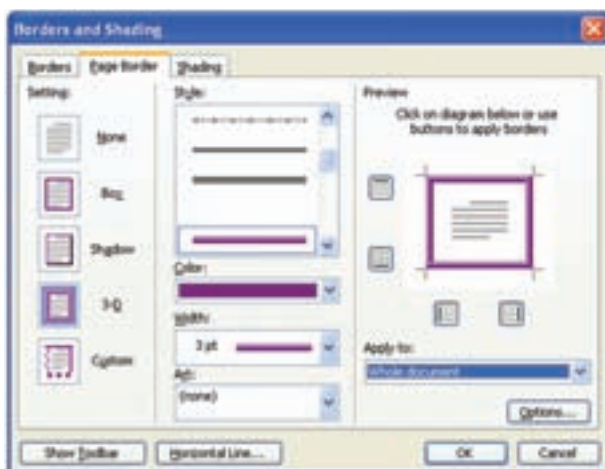 Borders and Shading
Borders Page Border Shading
Setting:
None
Box
Shadow
3-D
Custom
Style:
Color:
Width:
3 pt
Art:
(none)
Preview
Click on diagram below or use
buttons to apply borders
Apply to:
Whole document
Options...
Show Toolbar Horizontal Line... OK Cancel